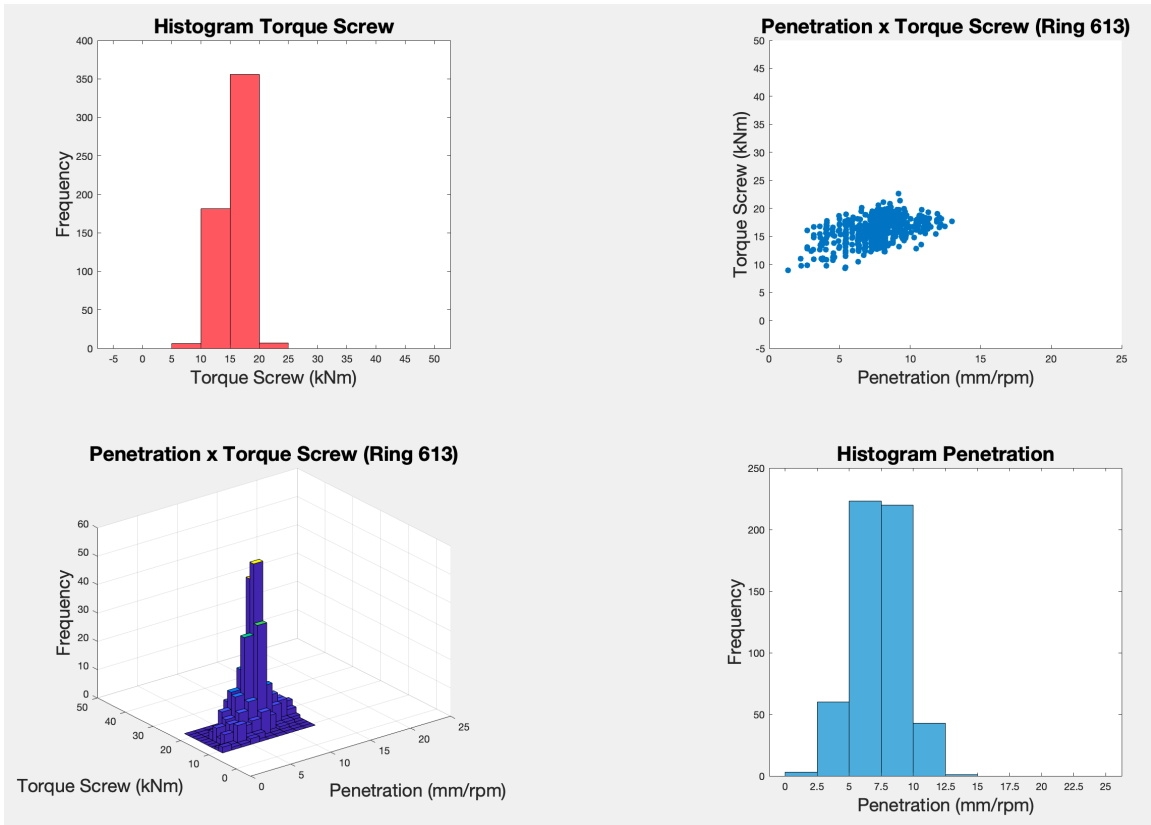 Histogram Torque Screw
400
350
300
250
200
150
100
50
0
Frequency
-5 0 5 10 15 20 25 30 35 40 45 50
Torque Screw (kNm)
Penetration x Torque Screw (Ring 613)
50
45
40
35
30
25
20
15
10
5
0
-5
Torque Screw (kNm)
0 5 10 15 20 25
Penetration (mm/rpm)
Penetration x Torque Screw (Ring 613)
60
50
40
30
20
10
0
Frequency
50
40
30
20
10
0
Torque Screw (kNm)
0
5
10
15
20
25
Penetration (mm/rpm)
Histogram Penetration
250
200
150
100
50
0
Frequency
0 2.5 5 7.5 10 12.5 15 17.5 20 22.5 25
Penetration (mm/rpm)